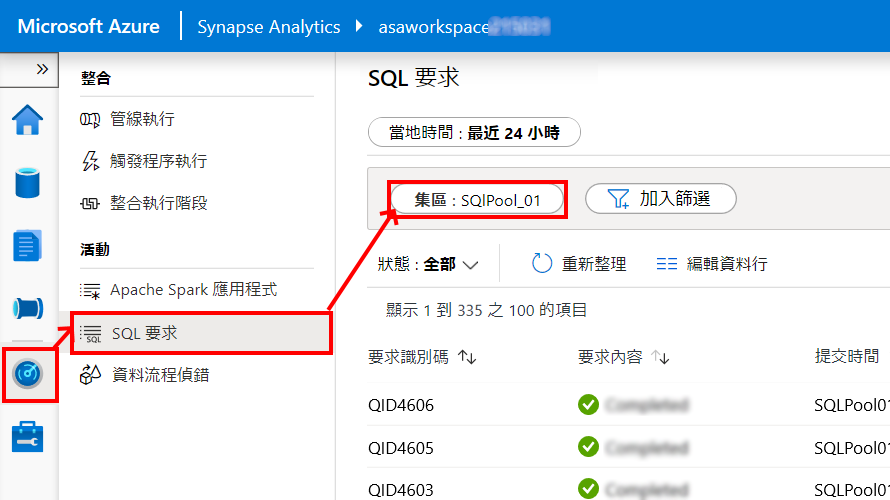 Microsoft Azure
Synapse Analytics
asaworkspace
整合
管線執行
觸發程序執行
整合執行階段
活動
Apache Spark 應用程式
SQL 要求
資料流程偵錯
SQL 要求
當地時間 : 最近 24 小時
集區 : SQlPool_01
加入篩選
狀態 : 全部
重新整理
編輯資料行
顯示 1 到 335 之 100 的項目
要求識別碼 要求內容 提交時間
QID4606 Completed SQLPool01
QID4605 Completed SQLPool01
QID4603 Completed SQLPool01